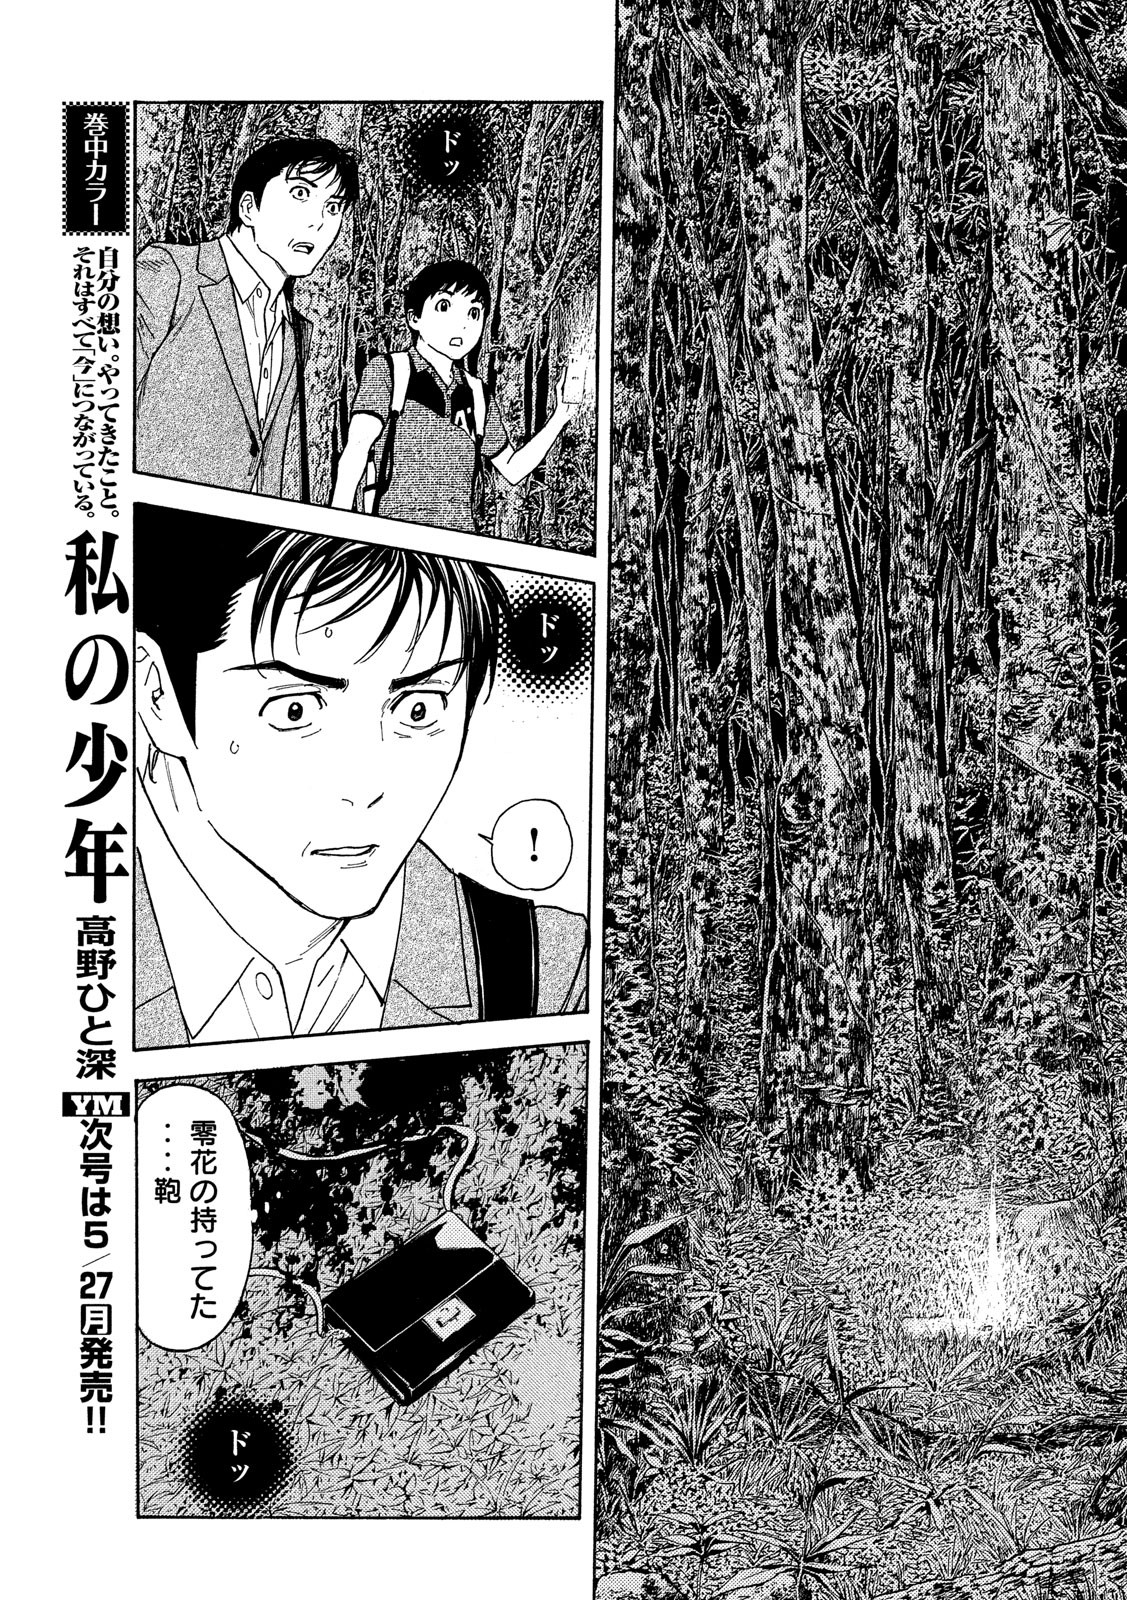 ドッ
ドッ
！
零花の持ってた
‥‥鞄
ドッ
巻中カラー
自分の想い。やってきたこと。
それはすべて「今」につながっている。
私の少年
高野ひと深
YM次号は5/27月発売!!